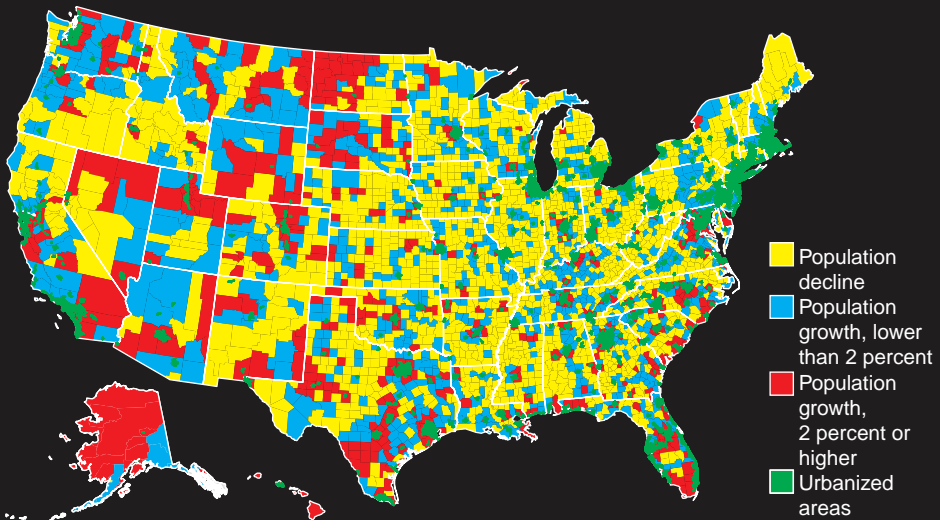 Population
decline
Population
growth, lower
than 2 percent
Population
growth,
2 percent or
higher
Urbanized
areas